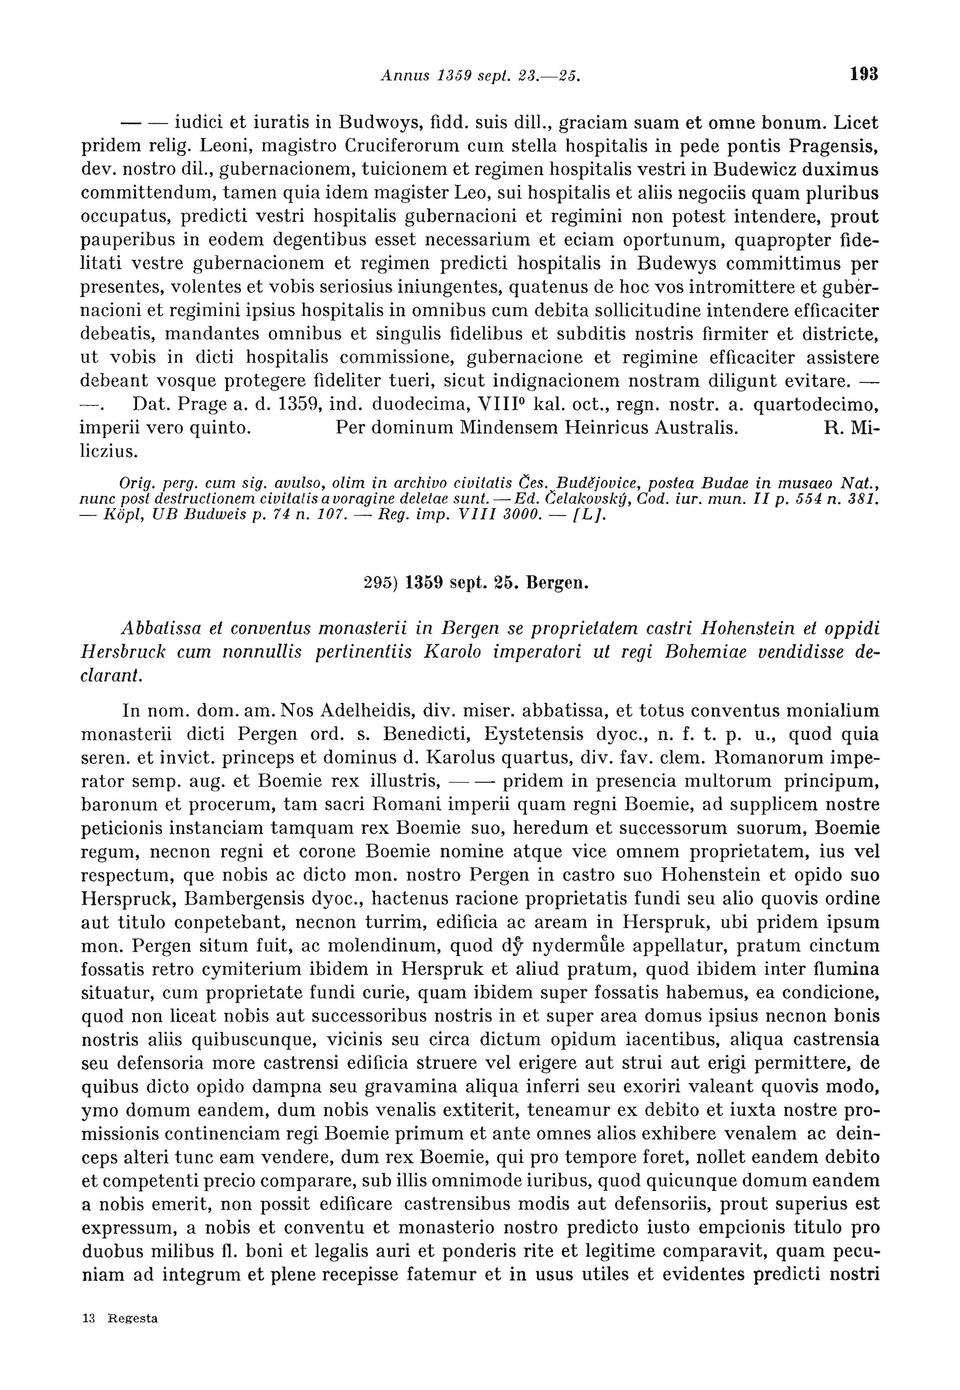 Annus 1359 sept. 23.—25. 193
— — iudici et iuratis in Budwoys, fidd. suis dill., graciam suam et omne bonum. Licet
pridem relig. Leoni, magistro Cruciferorum cum stella hospitalis in pede pontis Pragensis,
dev. nostro dil., gubernacionem, tuicionem et regimen hospitalis vestri in Budewicz duximus
committendum, tamen quia idem magister Leo, sui hospitalis et aliis negociis quam pluribus
occupatus, predicti vestri hospitalis gubernacioni et regimini non potest intendere, prout
pauperibus in eodem degentibus esset necessarium et eciam oportunum, quapropter fide-
litati vestre gubernacionem et regimen predicti hospitalis in Budewys committimus per
presentes, volentes et vobis seriosius iniungentes, quatenus de hoc vos intromittere et guber-
nacioni et regimini ipsius hospitalis in omnibus cum debita sollicitudine intendere efficaciter
debeatis, mandantes omnibus et singulis fidelibus et subditis nostris firmiter et districte,
ut vobis in dicti hospitalis commissione, gubernacione et regimine efficaciter assistere
debeant vosque protegere fideliter tueri, sicut indignacionem nostram diligunt evitare. —
—. Dat. Prage a. d. 1359, ind. duodecima, VIII⁰ kal. oct., regn. nostr. a. quartodecimo,
imperii vero quinto. Per dominum Mindensem Heinricus Australis. R. Mi-
liczius.
Orig. perg. cum sig. avulso, olim in archivo civitatis Čes. Budějovice, postea Budae in musaeo Nat.,
nunc post destructionem civitatis a voragine deletae sunt. — Ed. Čelakovský, Cod. iur. mun. II p. 554 n. 381.
— Köpl, UB Budweis p. 74 n. 107. — Reg. imp. VIII 3000. — [L].
295) 1359 sept. 25. Bergen.
Abbatissa et conventus monasterii in Bergen se proprietatem castri Hohenstein et oppidi
Hersbruck cum nonnullis pertinentiis Karolo imperatori ut regi Bohemiae vendidisse de-
clarant.
In nom. dom. am. Nos Adelheidis, div. miser. abbatissa, et totus conventus monialium
monasterii dicti Pergen ord. s. Benedicti, Eystetensis dyoc., n. f. t. p. u., quod quia
seren. et invict. princeps et dominus d. Karolus quartus, div. fav. clem. Romanorum impe-
rator semp. aug. et Boemie rex illustris, — — pridem in presencia multorum principum,
baronum et procerum, tam sacri Romani imperii quam regni Boemie, ad supplicem nostre
peticionis instanciam tamquam rex Boemie suo, heredum et successorum suorum, Boemie
regum, necnon regni et corone Boemie nomine atque vice omnem proprietatem, ius vel
respectum, que nobis ac dicto mon. nostro Pergen in castro suo Hohenstein et opido suo
Herspruck, Bambergensis dyoc., hactenus racione proprietatis fundi seu alio quovis ordine
aut titulo conpetebant, necnon turrim, edificia ac aream in Herspruk, ubi pridem ipsum
mon. Pergen situm fuit, ac molendinum, quod dẙ nydermůle appellatur, pratum cinctum
fossatis retro cymiterium ibidem in Herspruk et aliud pratum, quod ibidem inter flumina
situatur, cum proprietate fundi curie, quam ibidem super fossatis habemus, ea condicione,
quod non liceat nobis aut successoribus nostris in et super area domus ipsius necnon bonis
nostris aliis quibuscunque, vicinis seu circa dictum opidum iacentibus, aliqua castrensia
seu defensoria more castrensi edificia struere vel erigere aut strui aut erigi permittere, de
quibus dicto opido dampna seu gravamina aliqua inferri seu exoriri valeant quovis modo,
ymo domum eandem, dum nobis venalis extiterit, teneamur ex debito et iuxta nostre pro-
missionis continenciam regi Boemie primum et ante omnes alios exhibere venalem ac dein-
ceps alteri tunc eam vendere, dum rex Boemie, qui pro tempore foret, nollet eandem debito
et competenti precio comparare, sub illis omnimode iuribus, quod quicunque domum eandem
a nobis emerit, non possit edificare castrensibus modis aut defensoriis, prout superius est
expressum, a nobis et conventu et monasterio nostro predicto iusto empcionis titulo pro
duobus milibus fl. boni et legalis auri et ponderis rite et legitime comparavit, quam pecu-
niam ad integrum et plene recepisse fatemur et in usus utiles et evidentes predicti nostri
13 Regesta